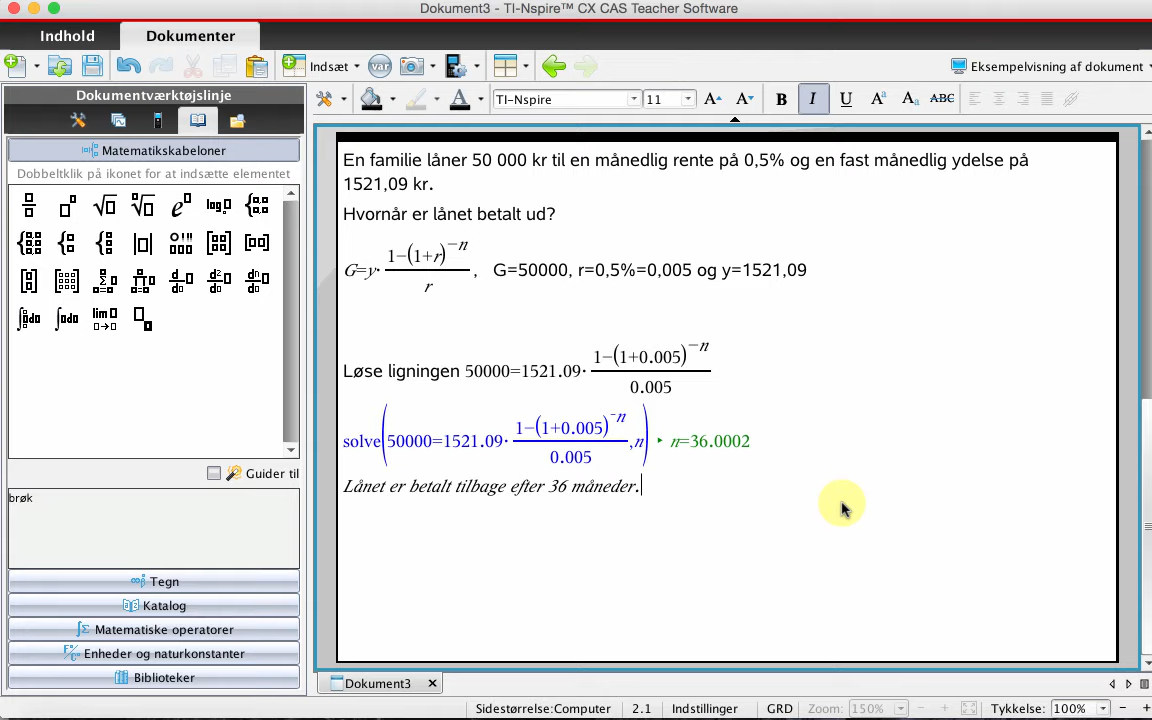 Dokument3 - TI-Nspire™ CX CAS Teacher Software
Indhold
Dokumenter
Indsæt
var
Eksempelvisning af dokument
Dokumentværktøjslinje
TI-Nspire
11
A
A
B
I
U
A
A
ABC
Matematikskabeloner
Dobbeltklik på ikonet for at indsætte elementet
Guider til
brøk
Tegn
Katalog
Matematiske operatorer
Enheder og naturkonstanter
Biblioteker
En familie låner 50 000 kr til en månedlig rente på 0,5% og en fast månedlig ydelse på
1521,09 kr.
Hvornår er lånet betalt ud?
G=y·(1-(1+r)^-n)/r, G=50000, r=0,5%=0,005 og y=1521,09
Løse ligningen 50000=1521.09·(1-(1+0.005)^-n)/0.005
solve(50000=1521.09·(1-(1+0.005)^-n)/0.005,n) ▸ n=36.0002
Lånet er betalt tilbage efter 36 måneder.
Dokument3
Sidestørrelse:Computer 2.1 Indstillinger GRD Zoom: 150% Tykkelse: 100%